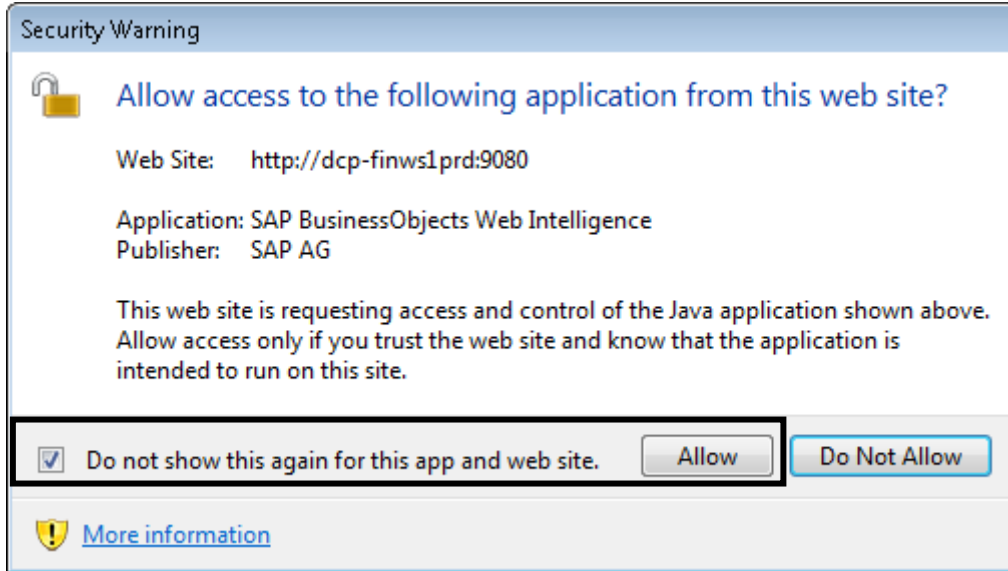 Security Warning
Allow access to the following application from this web site?
Web Site: http://dcp-finws1prd:9080
Application: SAP BusinessObjects Web Intelligence
Publisher: SAP AG
This web site is requesting access and control of the Java application shown above.
Allow access only if you trust the web site and know that the application is
intended to run on this site.
Do not show this again for this app and web site. Allow Do Not Allow
More information